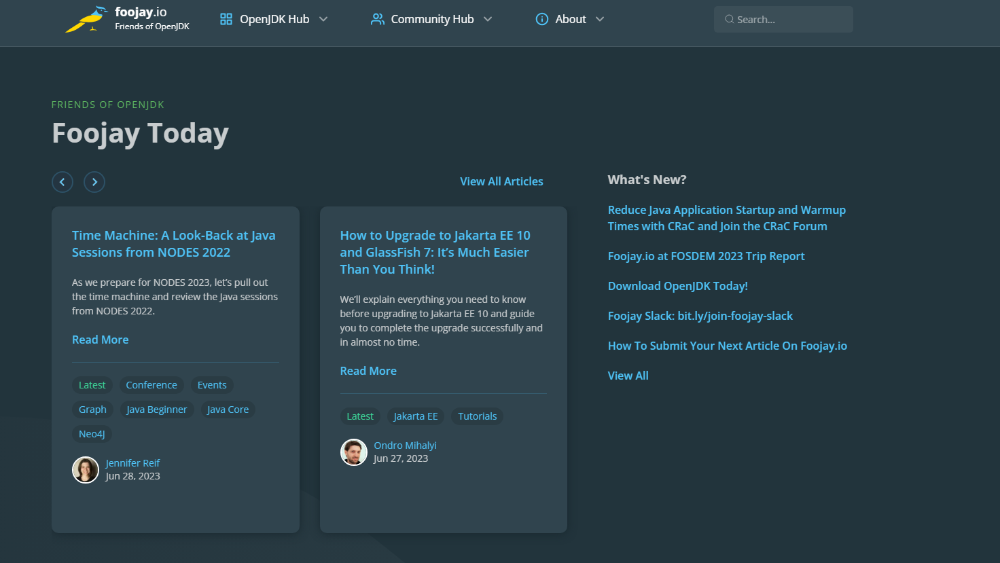 foojay.io
Friends of OpenJDK
OpenJDK Hub
Community Hub
About
Search...
FRIENDS OF OPENJDK
Foojay Today
View All Articles
Time Machine: A Look-Back at Java
Sessions from NODES 2022
As we prepare for NODES 2023, let’s pull out
the time machine and review the Java sessions
from NODES 2022.
Read More
Latest Conference Events
Graph Java Beginner Java Core
Neo4J
Jennifer Reif
Jun 28, 2023
How to Upgrade to Jakarta EE 10
and GlassFish 7: It’s Much Easier
Than You Think!
We’ll explain everything you need to know
before upgrading to Jakarta EE 10 and guide
you to complete the upgrade successfully and
in almost no time.
Read More
Latest Jakarta EE Tutorials
Ondro Mihalyi
Jun 27, 2023
What's New?
Reduce Java Application Startup and Warmup
Times with CRaC and Join the CRaC Forum
Foojay.io at FOSDEM 2023 Trip Report
Download OpenJDK Today!
Foojay Slack: bit.ly/join-foojay-slack
How To Submit Your Next Article On Foojay.io
View All